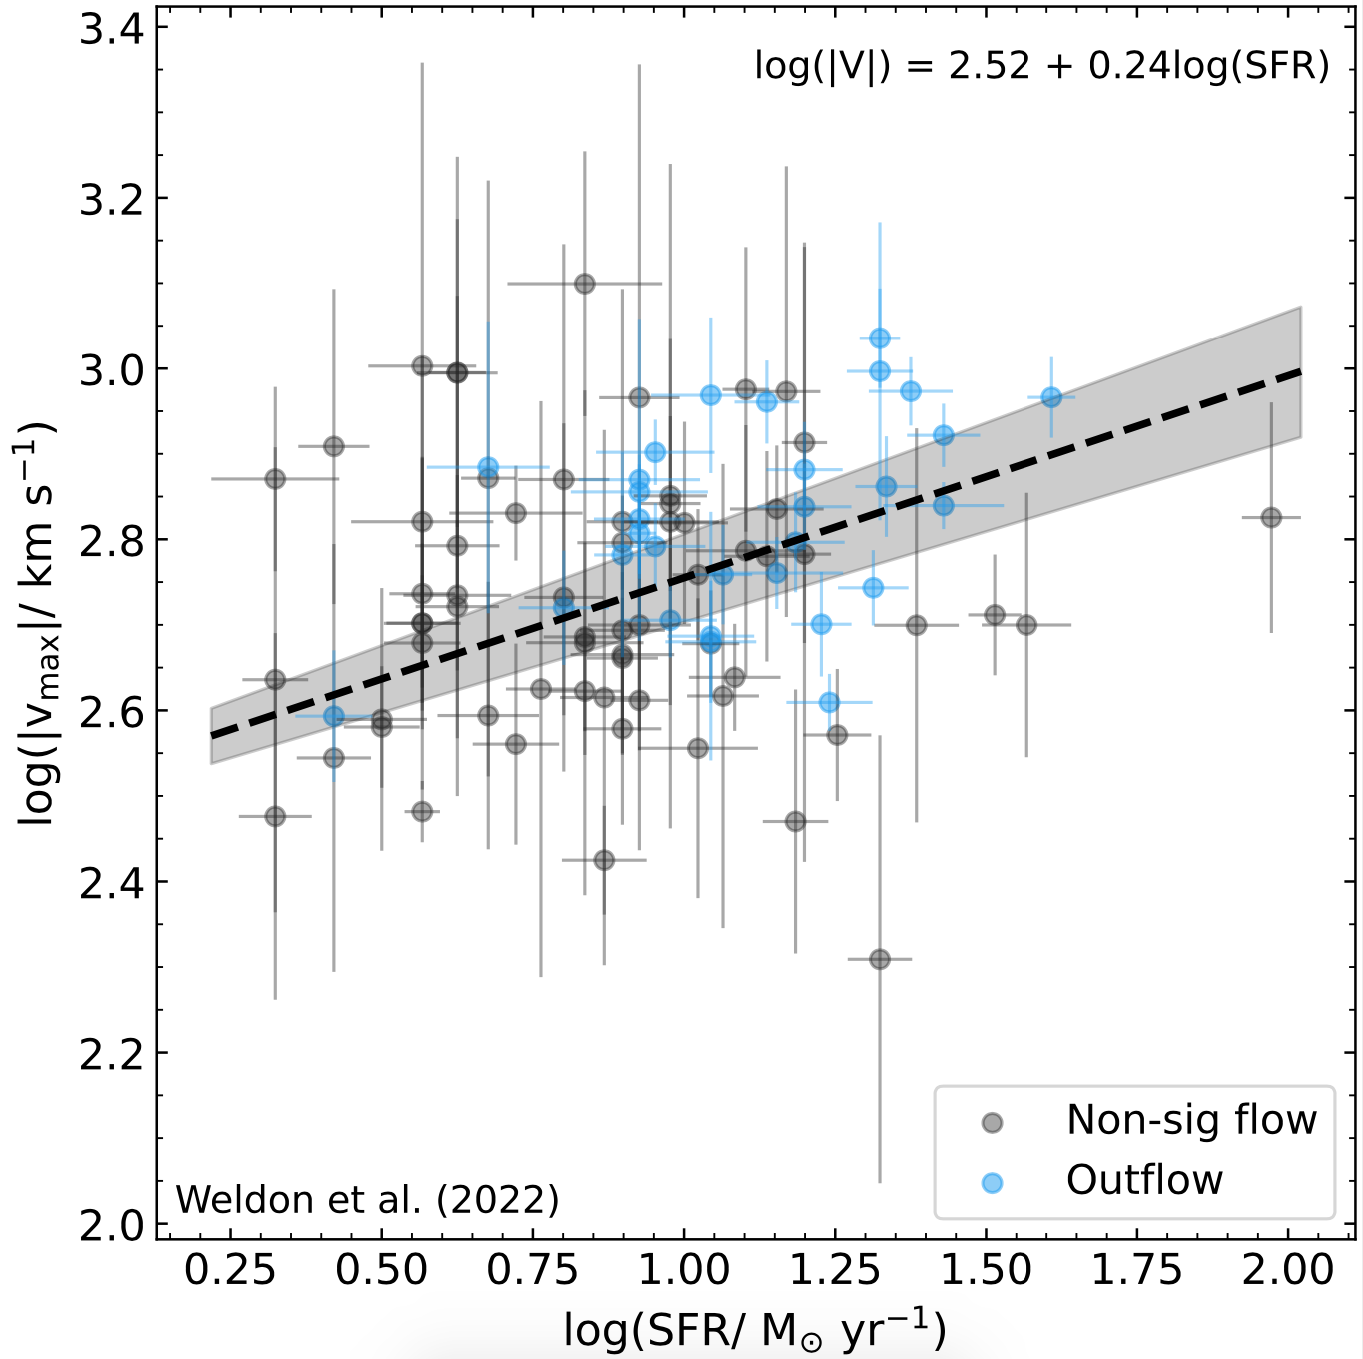 log(|V|) = 2.52 + 0.24log(SFR)
3.4
3.2
3.0
2.8
2.6
2.4
2.2
2.0
log(|v_max|/ km s⁻¹)
Non-sig flow
Outflow
Weldon et al. (2022)
0.25 0.50 0.75 1.00 1.25 1.50 1.75 2.00
log(SFR/ M☉ yr⁻¹)